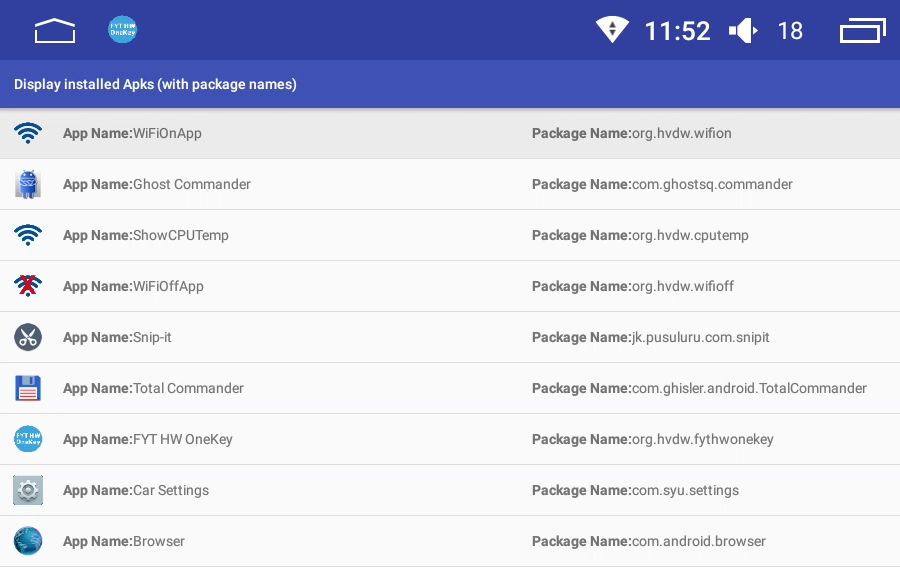 FYT HW
OneKey
11:52
18
Display installed Apks (with package names)
App Name:WiFiOnApp Package Name:org.hvdw.wifion
App Name:Ghost Commander Package Name:com.ghostsq.commander
App Name:ShowCPUTemp Package Name:org.hvdw.cputemp
App Name:WiFiOffApp Package Name:org.hvdw.wifioff
App Name:Snip-it Package Name:jk.pusuluru.com.snipit
App Name:Total Commander Package Name:com.ghisler.android.TotalCommander
FYT HW
OneKey
App Name:FYT HW OneKey Package Name:org.hvdw.fythwonekey
App Name:Car Settings Package Name:com.syu.settings
App Name:Browser Package Name:com.android.browser